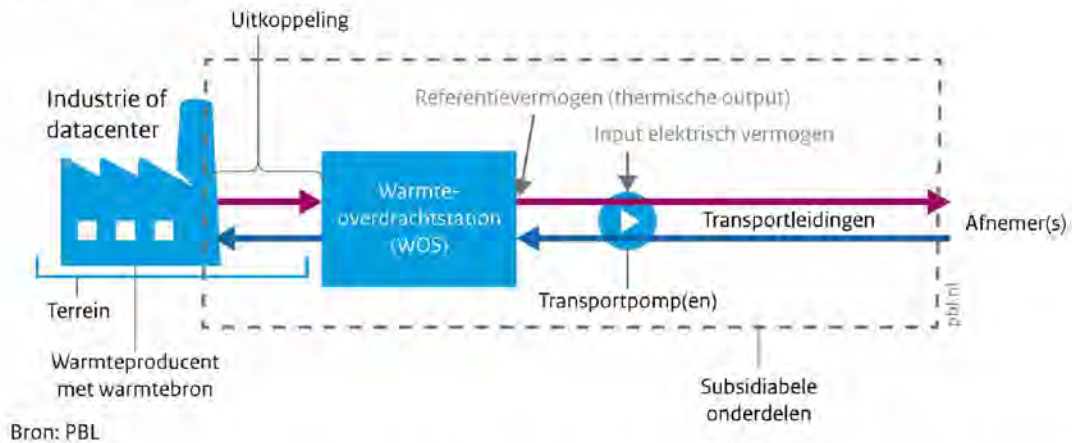 Uitkoppeling
Industrie of
datacenter
Referentievermogen (thermische output)
Input elektrisch vermogen
Warmte-
overdrachtstation
(WOS)
Transportleidingen
Afnemer(s)
Terrein
Transportpomp(en)
pbl.nl
Warmteproducent
met warmtebron
Subsidiabele
onderdelen
Bron: PBL